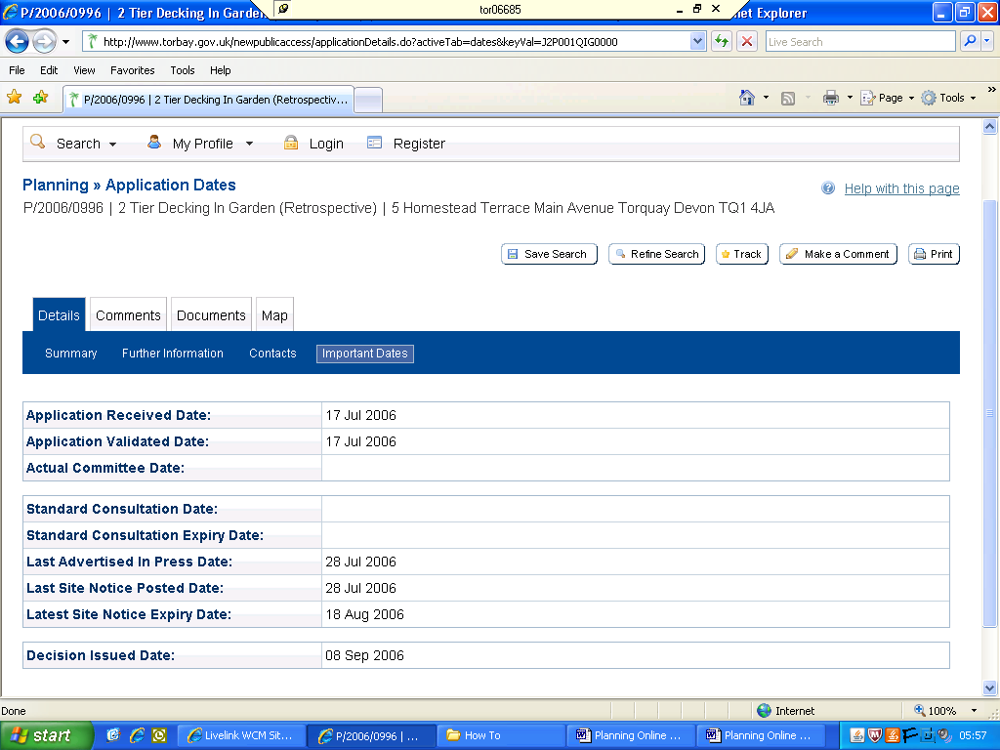 P/2006/0996 | 2 Tier Decking In Garden
tor06685
net Explorer
http://www.torbay.gov.uk/newpublicaccess/applicationDetails.do?activeTab=dates&keyVal=J2P001QIG0000
Live Search
File Edit View Favorites Tools Help
P/2006/0996 | 2 Tier Decking In Garden (Retrospectiv...
Page Tools »
Search My Profile Login Register
Planning » Application Dates
Help with this page
P/2006/0996 | 2 Tier Decking In Garden (Retrospective) | 5 Homestead Terrace Main Avenue Torquay Devon TQ1 4JA
Save Search Refine Search Track Make a Comment Print
Details Comments Documents Map
Summary Further Information Contacts Important Dates
Application Received Date: 17 Jul 2006
Application Validated Date: 17 Jul 2006
Actual Committee Date:
Standard Consultation Date:
Standard Consultation Expiry Date:
Last Advertised In Press Date: 28 Jul 2006
Last Site Notice Posted Date: 28 Jul 2006
Latest Site Notice Expiry Date: 18 Aug 2006
Decision Issued Date: 08 Sep 2006
Done Internet 100%
start Livelink WCM Sit... P/2006/0996 | ... How To Planning Online ... Planning Online ... 05:57